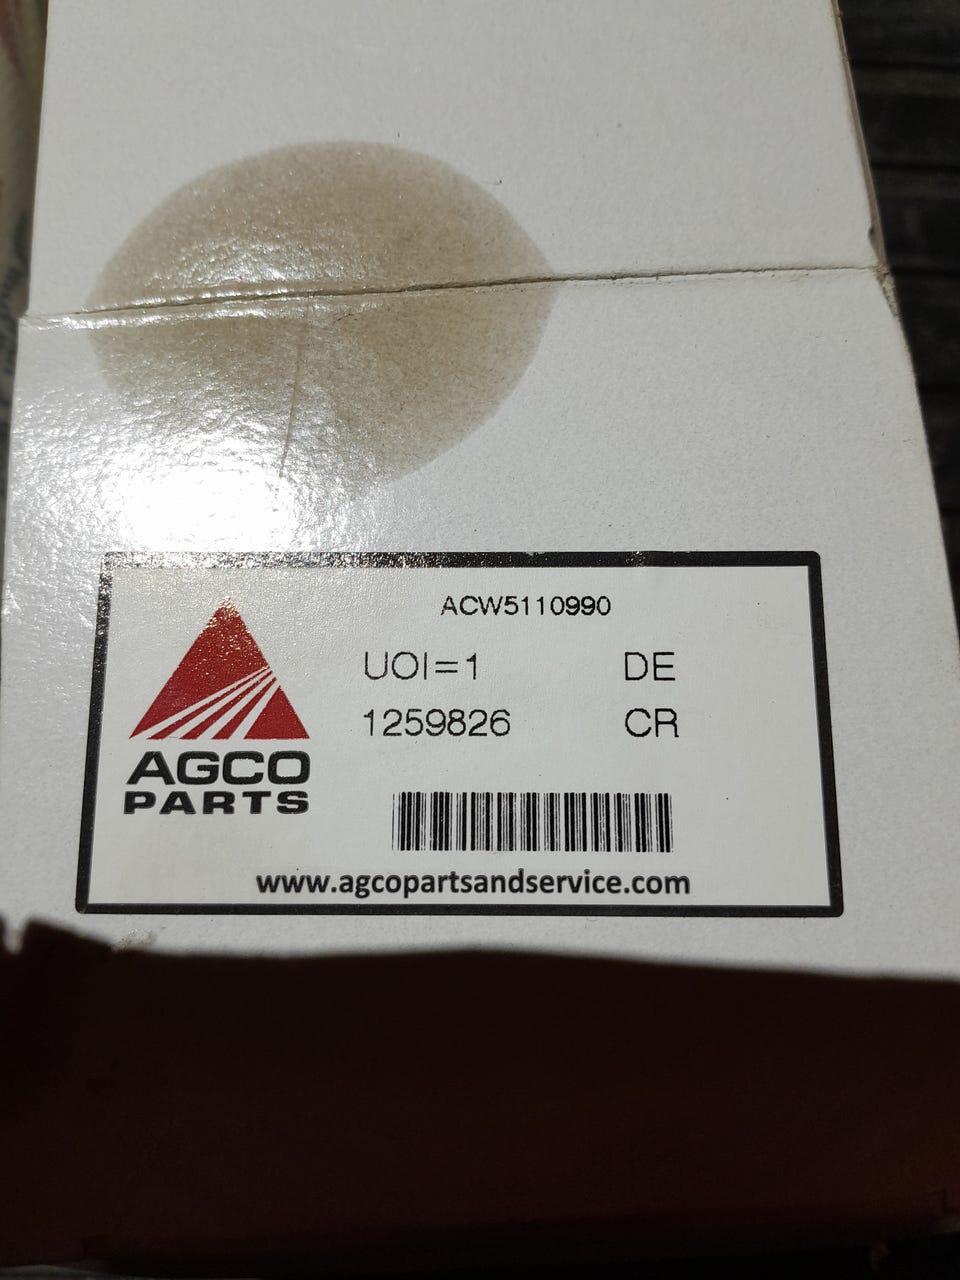 ACW5110990
UOI=1 DE
1259826 CR
AGCO
PARTS
www.agcopartsandservice.com